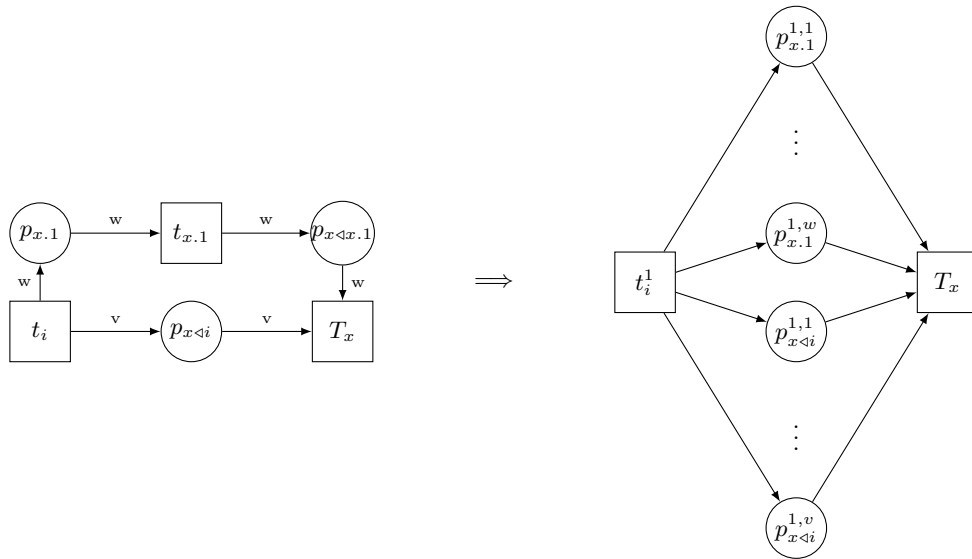 p_{x.1}^{1,1}
⋮
w w
p_{x.1} t_{x.1} p_{x⊲x.1} p_{x.1}^{1,w}
w w
⟹ t_i^1 T_x
v v
t_i p_{x⊲i} T_x p_{x⊲i}^{1,1}
⋮
p_{x⊲i}^{1,v}